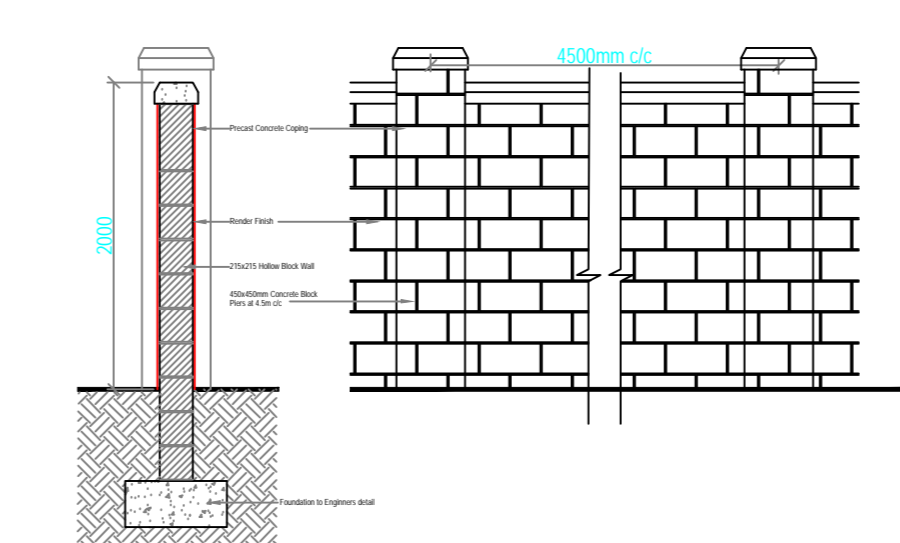 4500mm c/c
Precast Concrete Coping
2000
Render Finish
215x215 Hollow Block Wall
450x450mm Concrete Block
Piers at 4.5m c/c
Foundation to Enginners detail